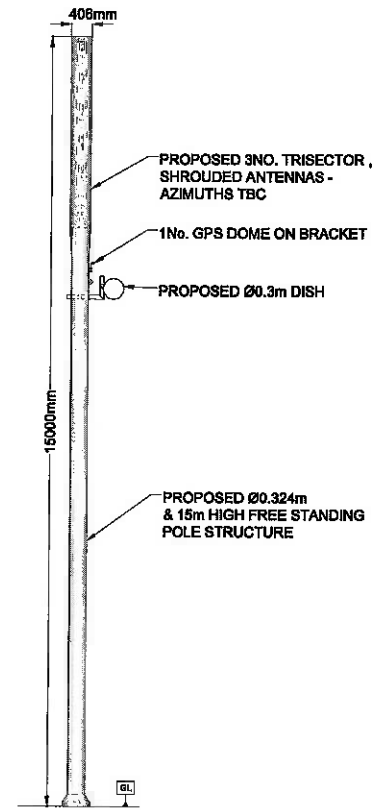 406mm
PROPOSED 3NO. TRISECTOR,
SHROUDED ANTENNAS -
AZIMUTHS TBC
1No. GPS DOME ON BRACKET
PROPOSED Ø0.3m DISH
15000mm
PROPOSED Ø0.324m
& 15m HIGH FREE STANDING
POLE STRUCTURE
GL